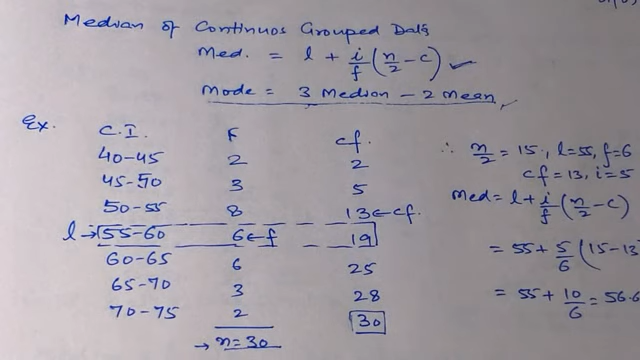 Median of Continuos Grouped Data
Med. = l + i/f (n/2 - c) ✓
Mode = 3 Median - 2 Mean
Ex.
C.I. F cf.
40-45 2 2
45-50 3 5
50-55 8 13 ← cf.
l → 55-60 6 ← f 19
60-65 6 25
65-70 3 28
70-75 2 30
→ n = 30
∴ n/2 = 15, l = 55, f = 6
cf = 13, i = 5
Med = l + i/f (n/2 - c)
= 55 + 5/6 (15 - 13
= 55 + 10/6 = 56.6